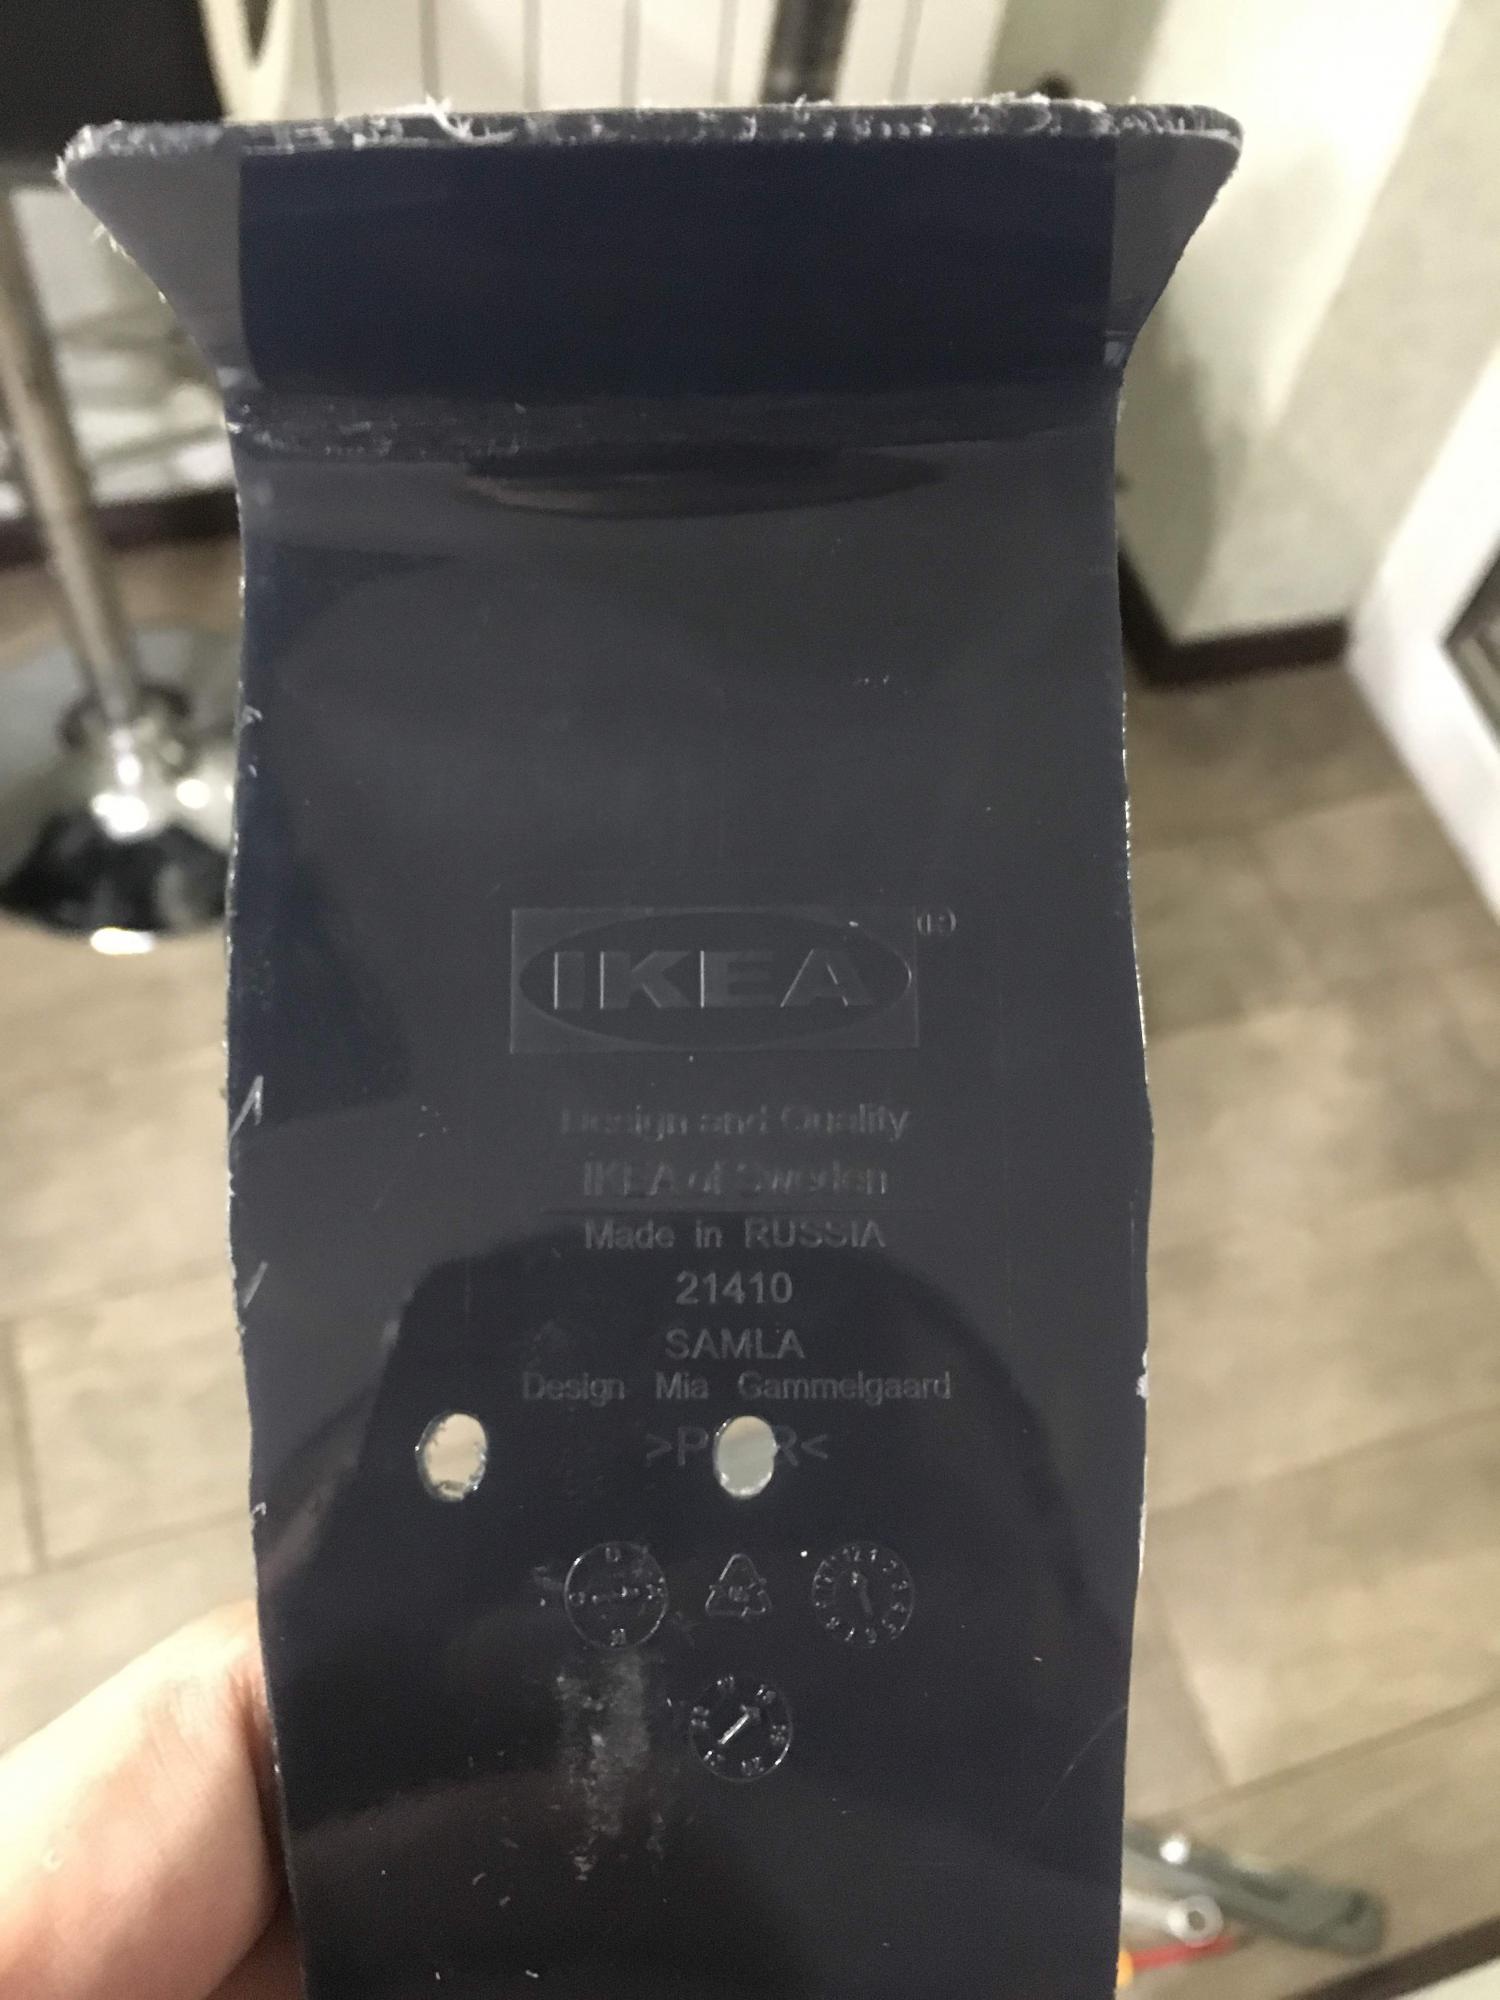 IKEA
Design and Quality
IKEA of Sweden
Made in RUSSIA
21410
SAMLA
Design Mia Gammelgaard